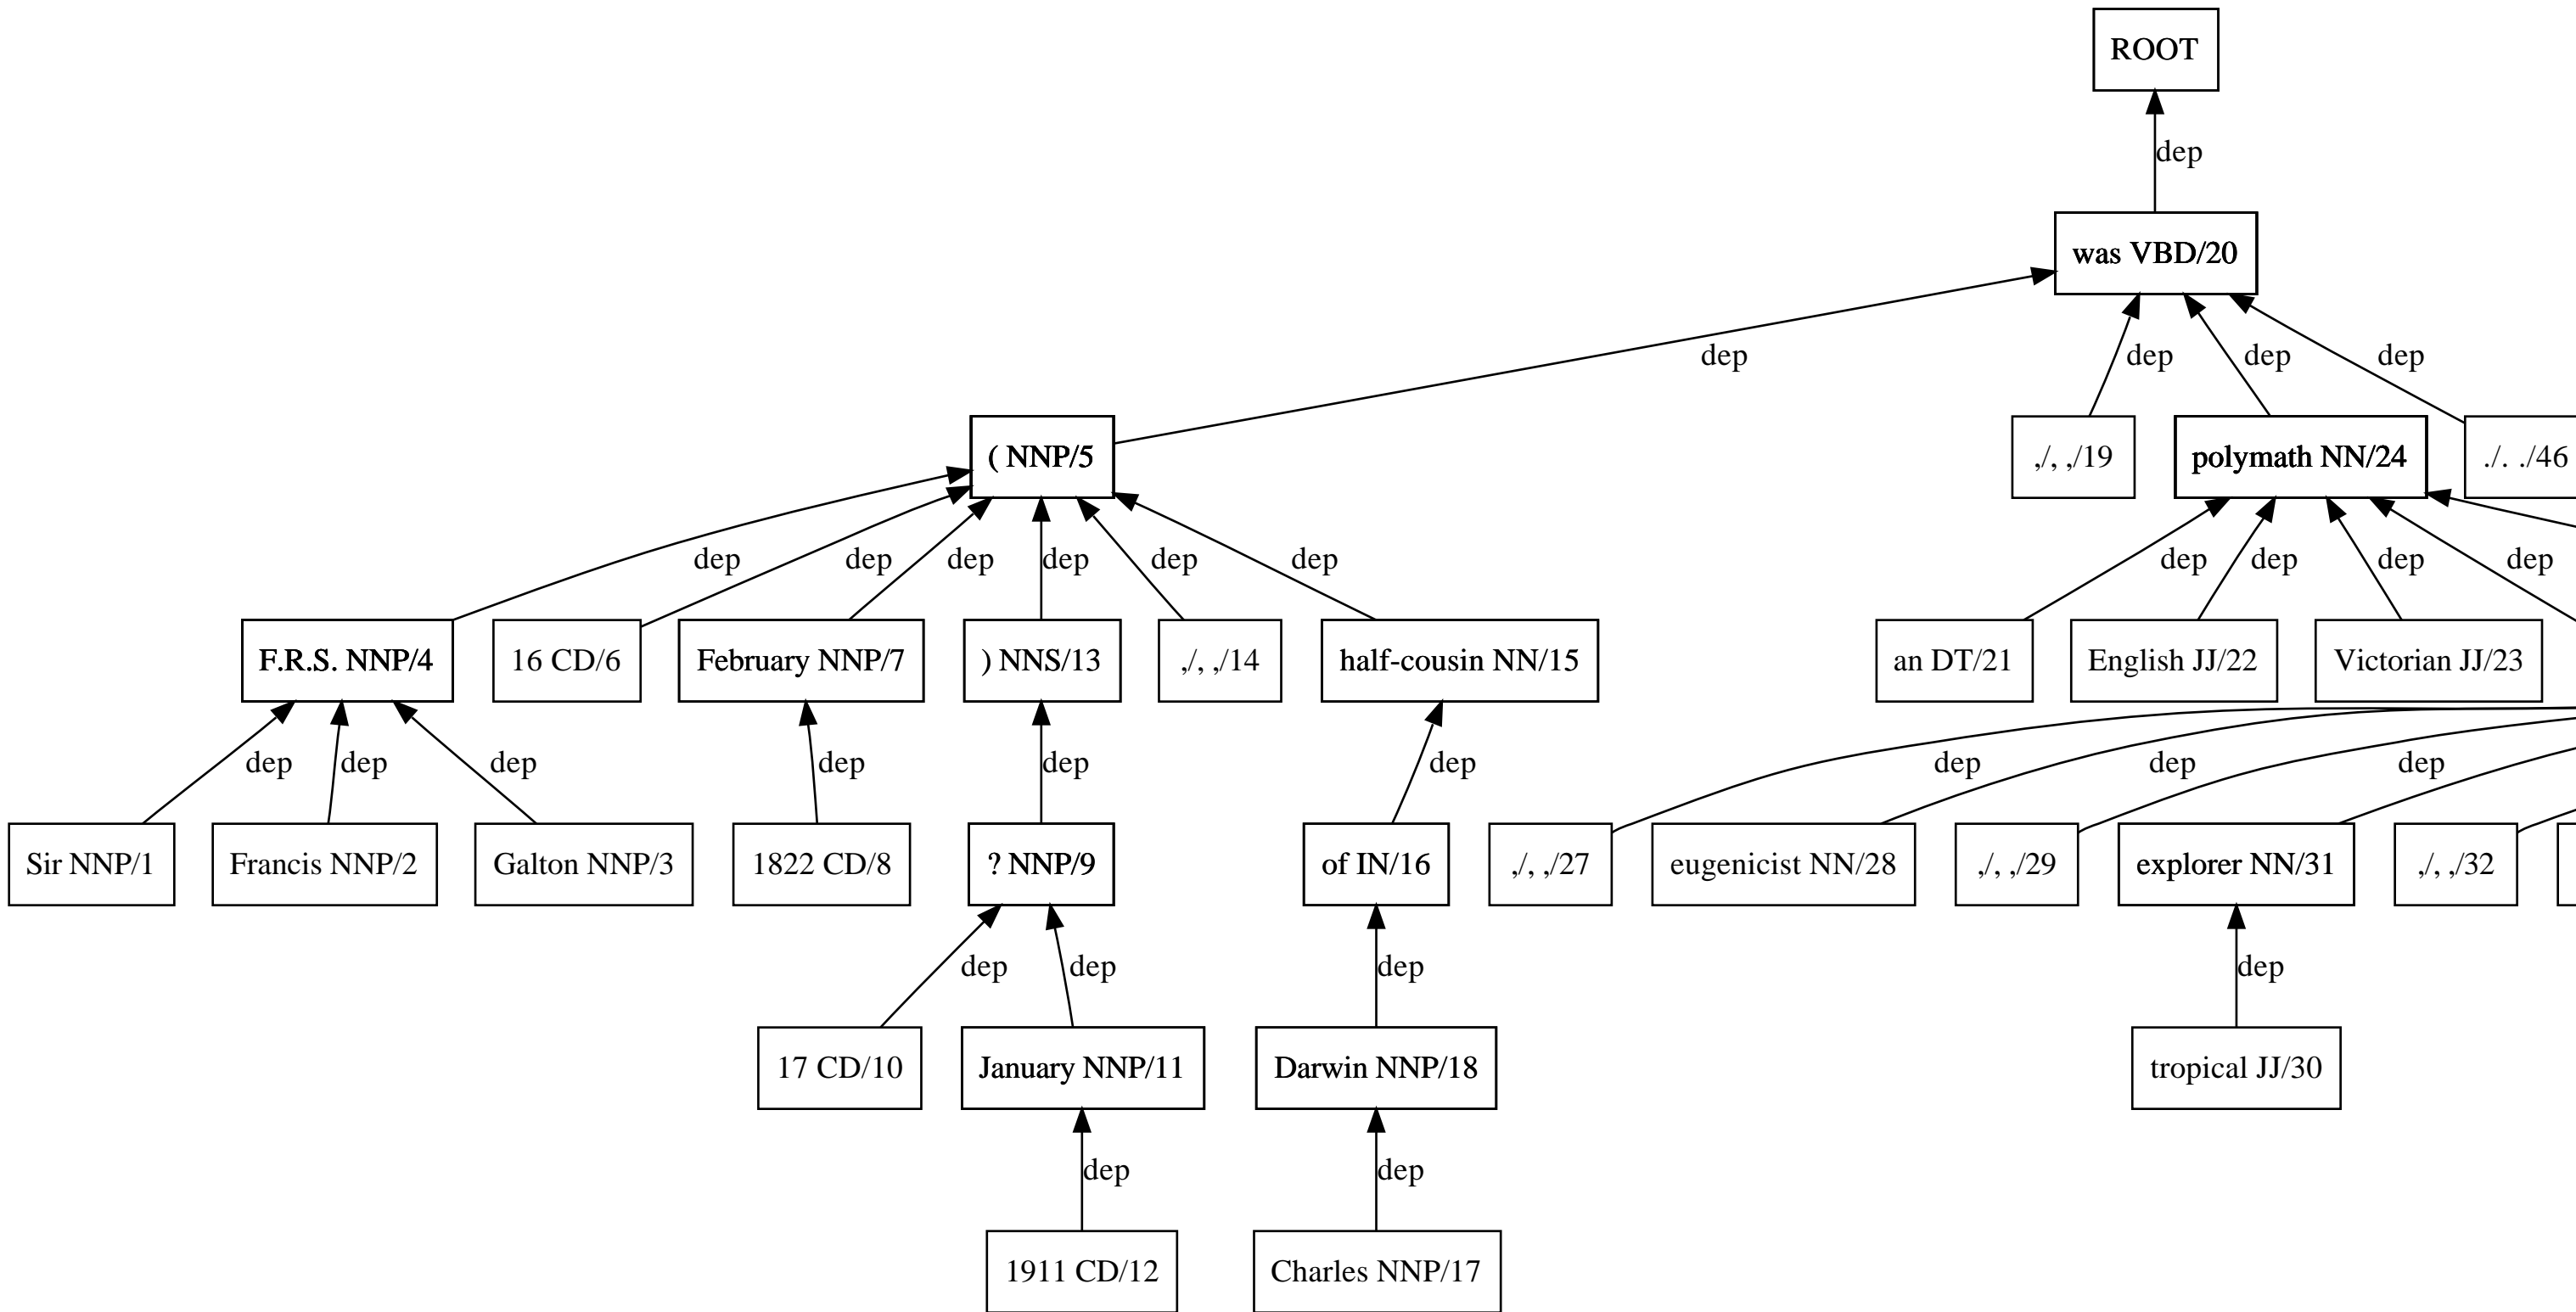 ROOT
dep
was VBD/20
dep dep dep dep
( NNP/5 ,/, ,/19 polymath NN/24 ./. ./46
dep dep dep dep dep dep dep dep dep dep
F.R.S. NNP/4 16 CD/6 February NNP/7 ) NNS/13 ,/, ,/14 half-cousin NN/15 an DT/21 English JJ/22 Victorian JJ/23
dep dep dep dep dep dep dep dep dep
Sir NNP/1 Francis NNP/2 Galton NNP/3 1822 CD/8 ? NNP/9 of IN/16 ,/, ,/27 eugenicist NN/28 ,/, ,/29 explorer NN/31 ,/, ,/32
dep dep dep dep
17 CD/10 January NNP/11 Darwin NNP/18 tropical JJ/30
dep dep
1911 CD/12 Charles NNP/17